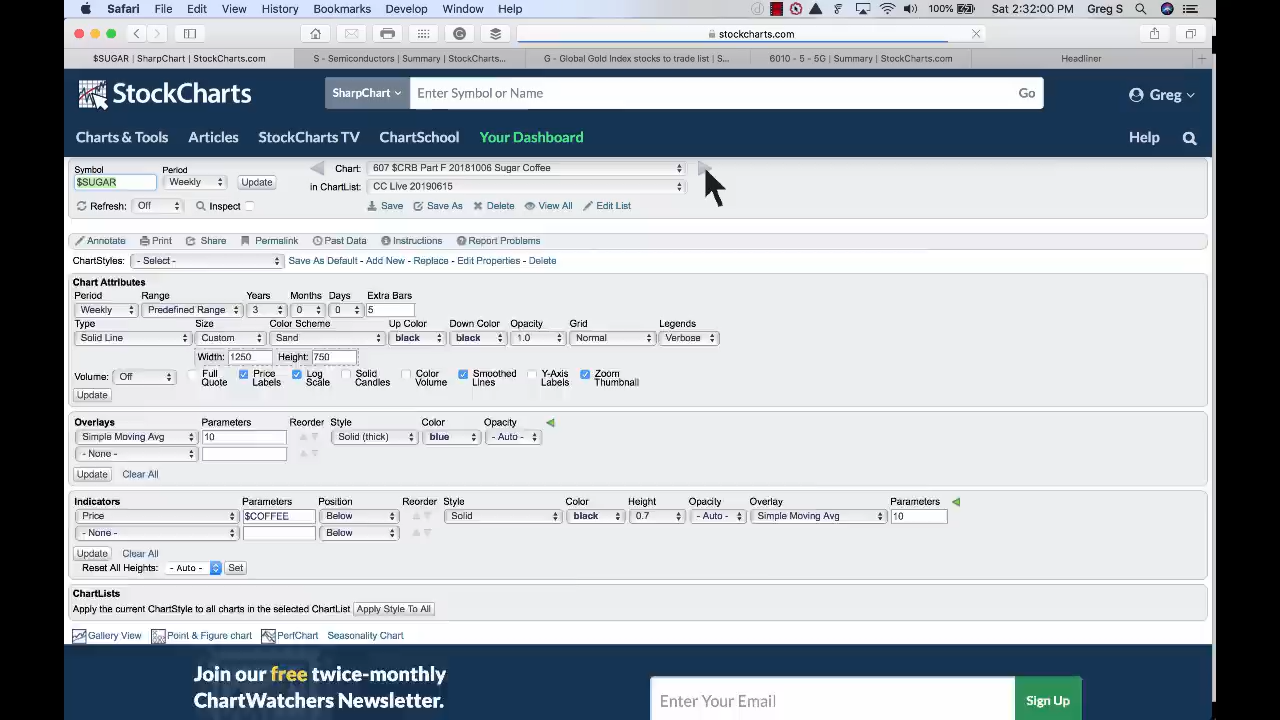 Safari File Edit View History Bookmarks Develop Window Help 100% Sat 2:32:00 PM Greg S
stockcharts.com
$SUGAR | SharpChart | StockCharts.com S - Semiconductors | Summary | StockCharts... G - Global Gold Index stocks to trade list | S... 6010 - 5 - 5G | Summary | StockCharts.com Headliner
StockCharts SharpChart Enter Symbol or Name Go Greg
Charts & Tools Articles StockCharts TV ChartSchool Your Dashboard Help
Symbol Period Chart: 607 $CRB Part F 20181006 Sugar Coffee
$SUGAR Weekly Update in ChartList: CC Live 20190615
Refresh: Off Inspect Save Save As Delete View All Edit List
Annotate Print Share Permalink Past Data Instructions Report Problems
ChartStyles: - Select - Save As Default - Add New - Replace - Edit Properties - Delete
Chart Attributes
Period Range Years Months Days Extra Bars
Weekly Predefined Range 3 0 0 5
Type Size Color Scheme Up Color Down Color Opacity Grid Legends
Solid Line Custom Sand black black 1.0 Normal Verbose
Width: 1250 Height: 750
Volume: Off Full Quote Price Labels Log Scale Solid Candles Color Volume Smoothed Lines Y-Axis Labels Zoom Thumbnail
Update
Overlays Parameters Reorder Style Color Opacity
Simple Moving Avg 10 Solid (thick) blue - Auto -
- None -
Update Clear All
Indicators Parameters Position Reorder Style Color Height Opacity Overlay Parameters
Price $COFFEE Below Solid black 0.7 - Auto - Simple Moving Avg 10
- None - Below
Update Clear All
Reset All Heights: - Auto - Set
ChartLists
Apply the current ChartStyle to all charts in the selected ChartList Apply Style To All
Gallery View Point & Figure chart PerfChart Seasonality Chart
Join our free twice-monthly
ChartWatchers Newsletter.
Enter Your Email Sign Up